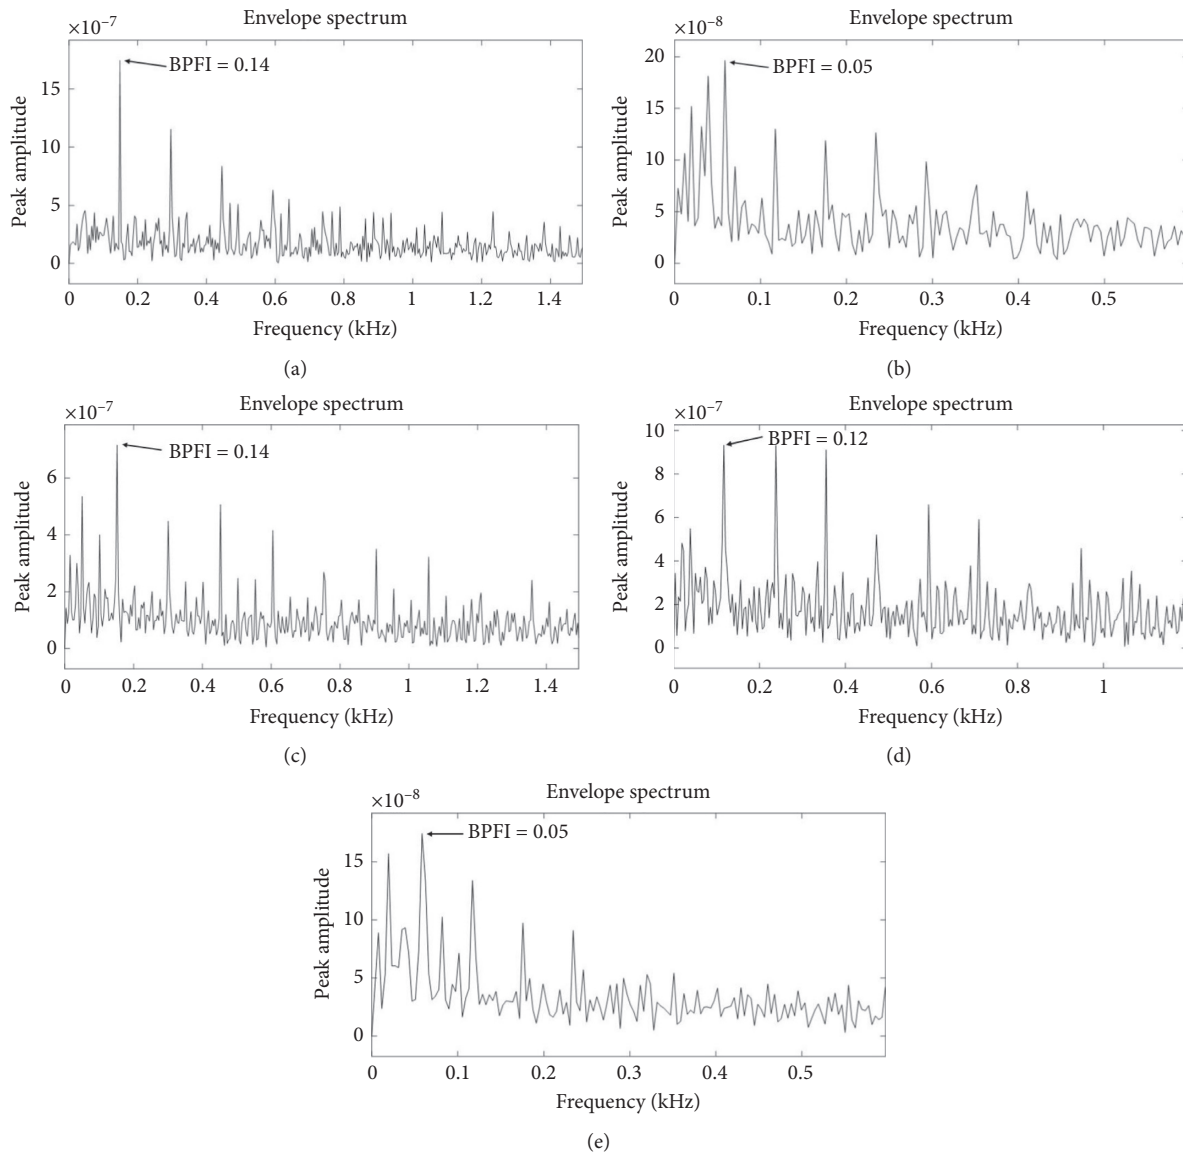 Envelope spectrum
×10–7
BPFI = 0.14
15
10
5
0
Peak amplitude
0 0.2 0.4 0.6 0.8 1 1.2 1.4
Frequency (kHz)
(a)
Envelope spectrum
×10–8
BPFI = 0.05
20
15
10
5
0
Peak amplitude
0 0.1 0.2 0.3 0.4 0.5
Frequency (kHz)
(b)
Envelope spectrum
×10–7
BPFI = 0.14
6
4
2
0
Peak amplitude
0 0.2 0.4 0.6 0.8 1 1.2 1.4
Frequency (kHz)
(c)
Envelope spectrum
×10–7
BPFI = 0.12
10
8
6
4
2
0
Peak amplitude
0 0.2 0.4 0.6 0.8 1
Frequency (kHz)
(d)
Envelope spectrum
×10–8
BPFI = 0.05
15
10
5
0
Peak amplitude
0 0.1 0.2 0.3 0.4 0.5
Frequency (kHz)
(e)